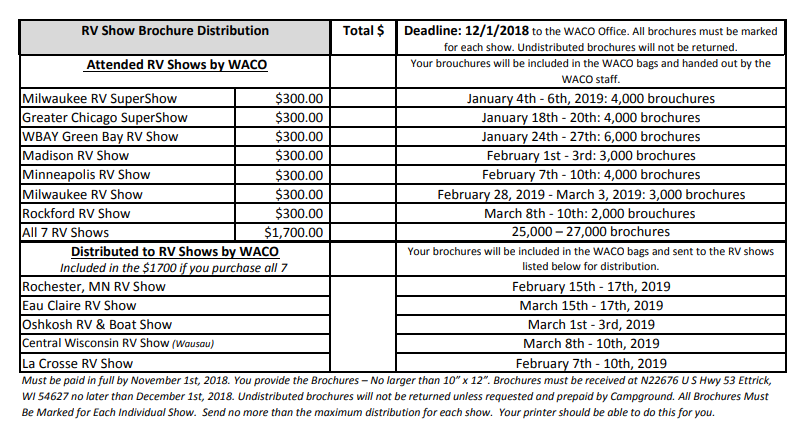 RV Show Brochure Distribution Total $ Deadline: 12/1/2018 to the WACO Office. All brochures must be marked
for each show. Undistributed brochures will not be returned.
Attended RV Shows by WACO Your brouchures will be included in the WACO bags and handed out by the
WACO staff.
Milwaukee RV SuperShow $300.00 January 4th - 6th, 2019: 4,000 brouchures
Greater Chicago SuperShow $300.00 January 18th - 20th: 4,000 brouchures
WBAY Green Bay RV Show $300.00 January 24th - 27th: 6,000 brouchures
Madison RV Show $300.00 February 1st - 3rd: 3,000 brochures
Minneapolis RV Show $300.00 February 7th - 10th: 4,000 brochures
Milwaukee RV Show $300.00 February 28, 2019 - March 3, 2019: 3,000 brochures
Rockford RV Show $300.00 March 8th - 10th: 2,000 brouchures
All 7 RV Shows $1,700.00 25,000 – 27,000 brochures
Distributed to RV Shows by WACO Your brochures will be included in the WACO bags and sent to the RV shows
Included in the $1700 if you purchase all 7 listed below for distribution.
Rochester, MN RV Show February 15th - 17th, 2019
Eau Claire RV Show March 15th - 17th, 2019
Oshkosh RV & Boat Show March 1st - 3rd, 2019
Central Wisconsin RV Show (Wausau) March 8th - 10th, 2019
La Crosse RV Show February 7th - 10th, 2019
Must be paid in full by November 1st, 2018. You provide the Brochures – No larger than 10” x 12”. Brochures must be received at N22676 U S Hwy 53 Ettrick,
WI 54627 no later than December 1st, 2018. Undistributed brochures will not be returned unless requested and prepaid by Campground. All Brochures Must
Be Marked for Each Individual Show. Send no more than the maximum distribution for each show. Your printer should be able to do this for you.